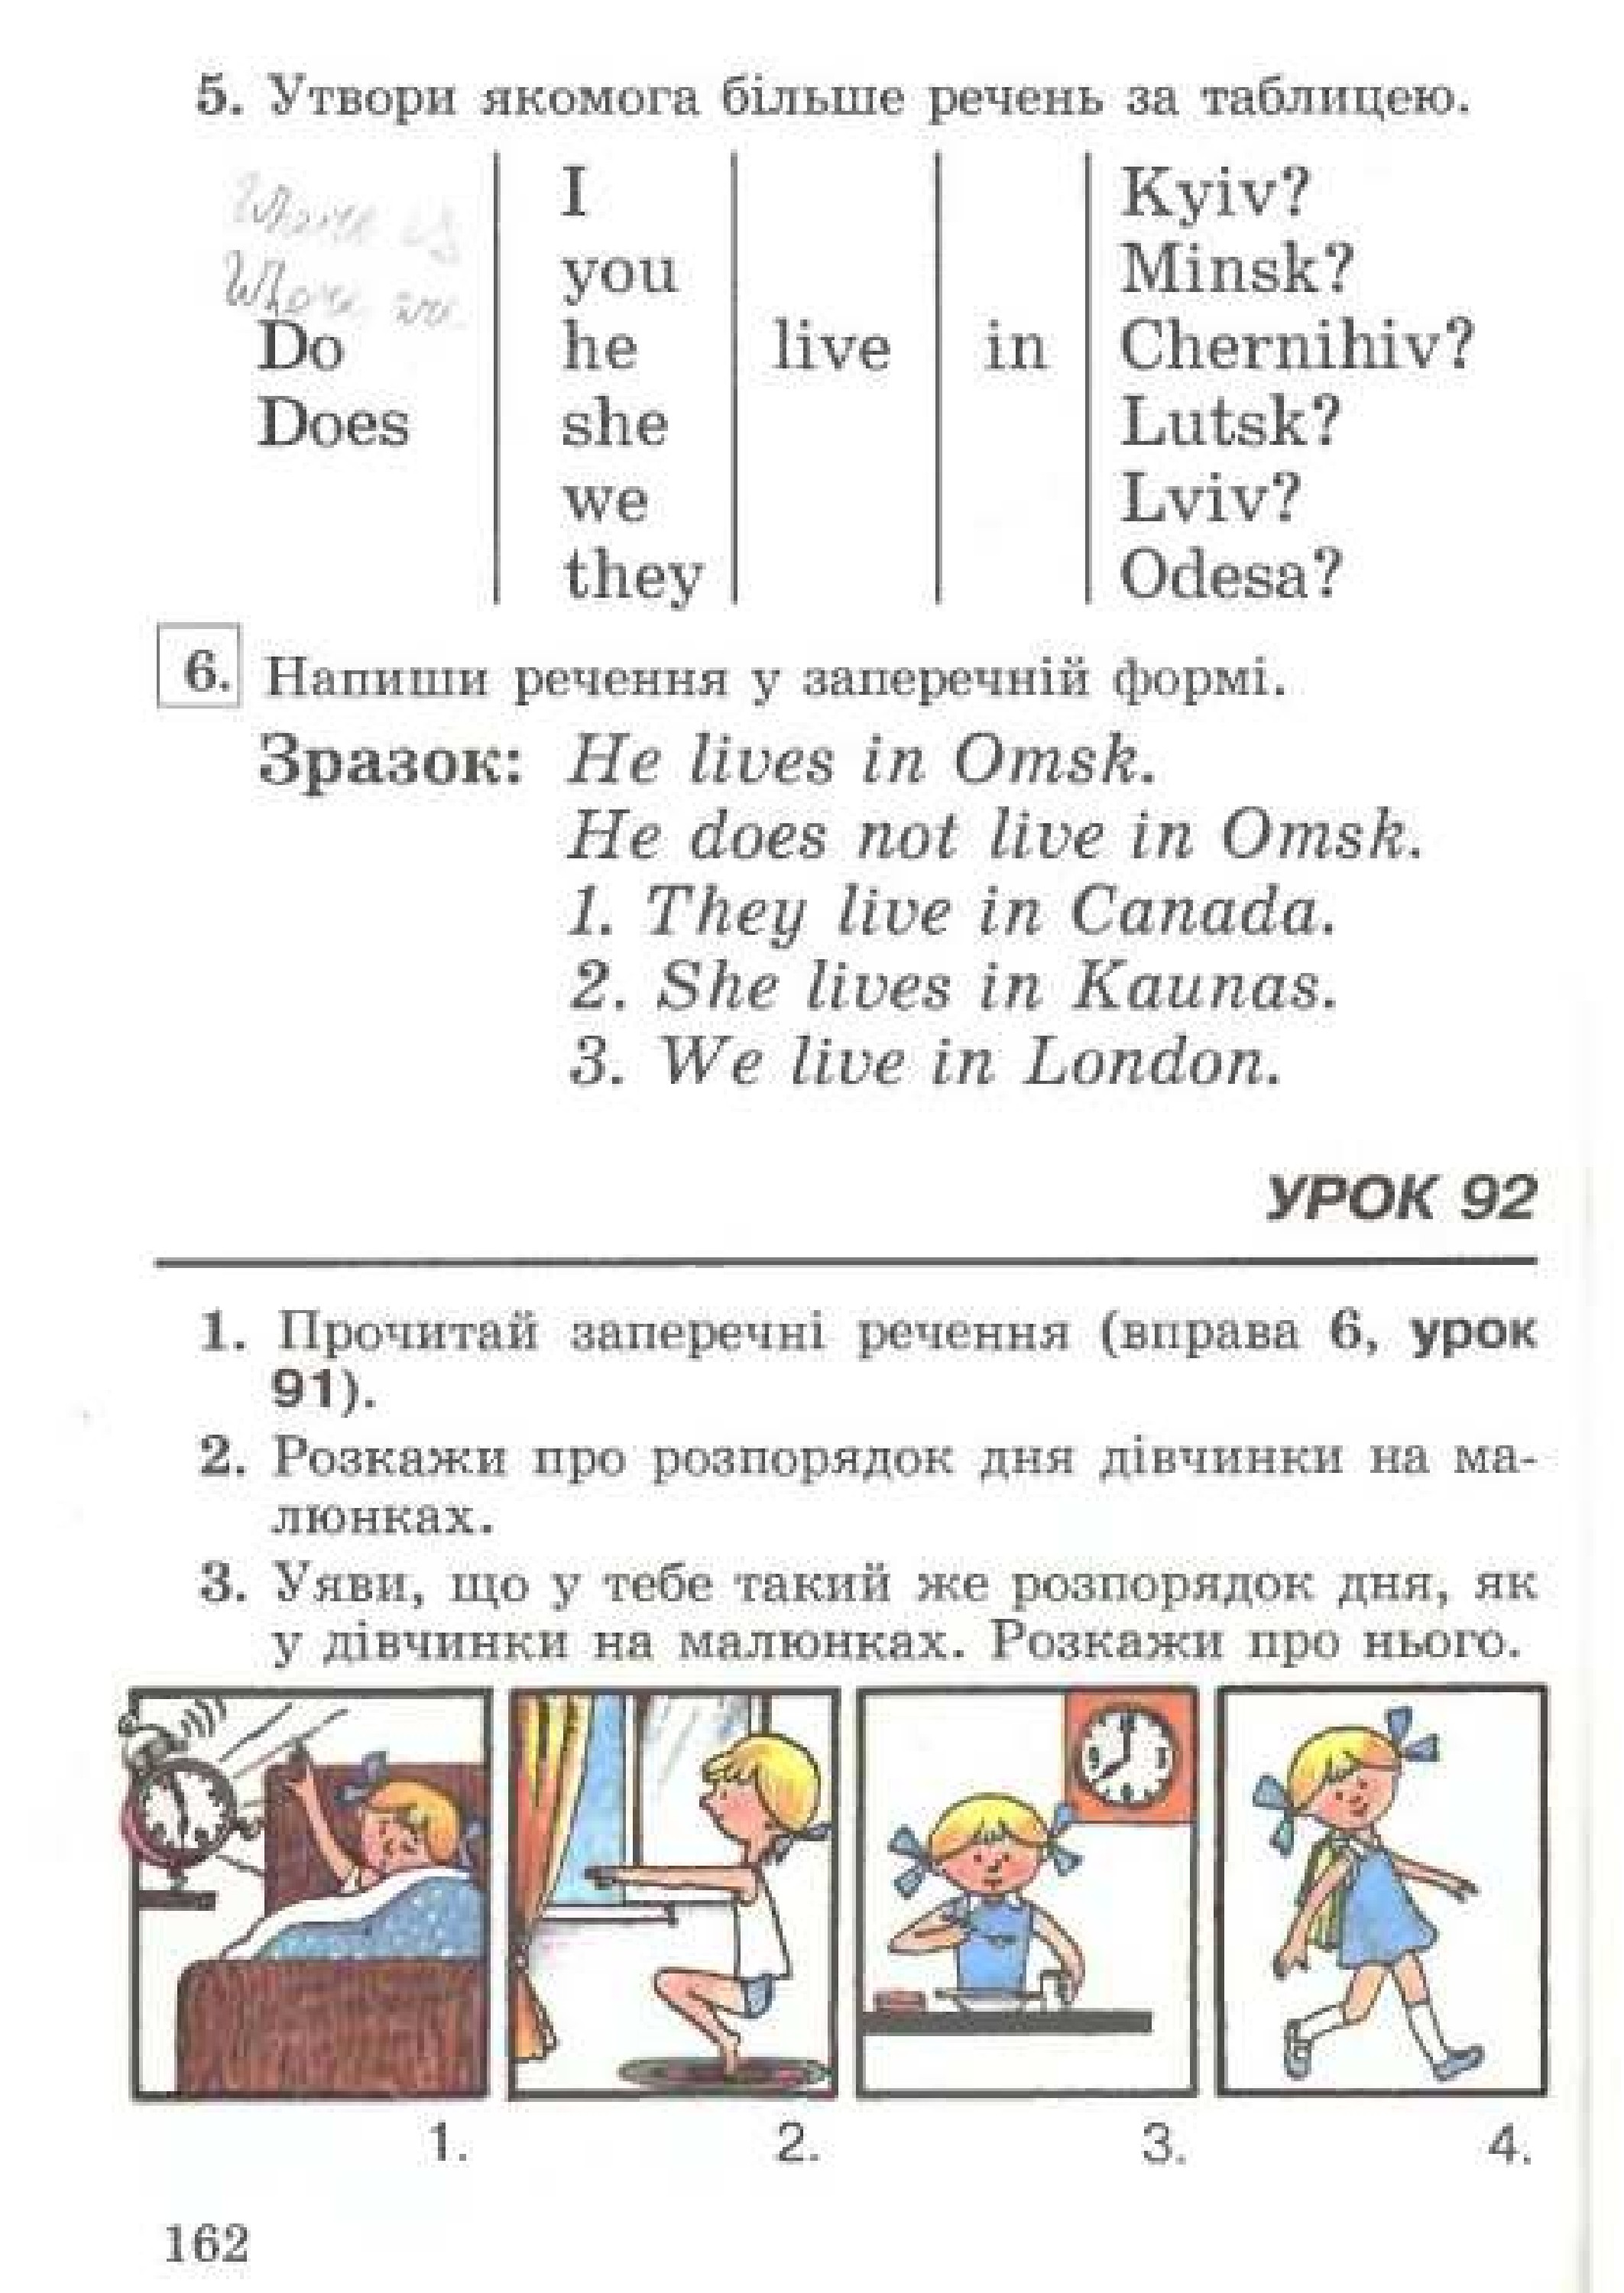 5. Утвори якомога більше речень за таблицею.
I
you
he
she
we
they
Do
Does
live
in
Kyiv?
Minsk?
Chernihiv?
Lutsk?
Lviv?
Odesa?
6. Напиши речення у заперечній формі.
Зразок: He lives in Omsk.
He does not live in Omsk.
1. They live in Canada.
2. She lives in Kaunas.
3. We live in London.
УРОК 92
1. Прочитай заперечні речення (вправа 6, урок
91).
2. Розкажи про розпорядок дня дівчинки на ма-
люнках.
3. Уяви, що у тебе такий же розпорядок дня, як
у дівчинки на малюнках. Розкажи про нього.
1.
2.
3.
4.
162